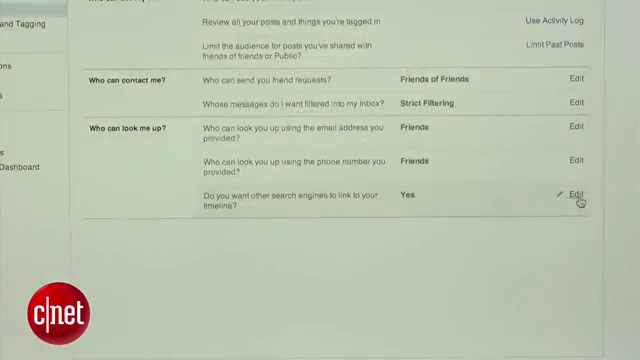 and Tagging
Review all your posts and things you're tagged in
Use Activity Log
Limit the audience for posts you've shared with
friends of friends or Public?
Limit Past Posts
Who can contact me?
Who can send you friend requests?
Friends of Friends
Edit
Whose messages do I want filtered into my Inbox?
Strict Filtering
Edit
Who can look me up?
Who can look you up using the email address you
provided?
Friends
Edit
Who can look you up using the phone number you
provided?
Friends
Edit
Dashboard
Do you want other search engines to link to your
timeline?
Yes
Edit
c|net